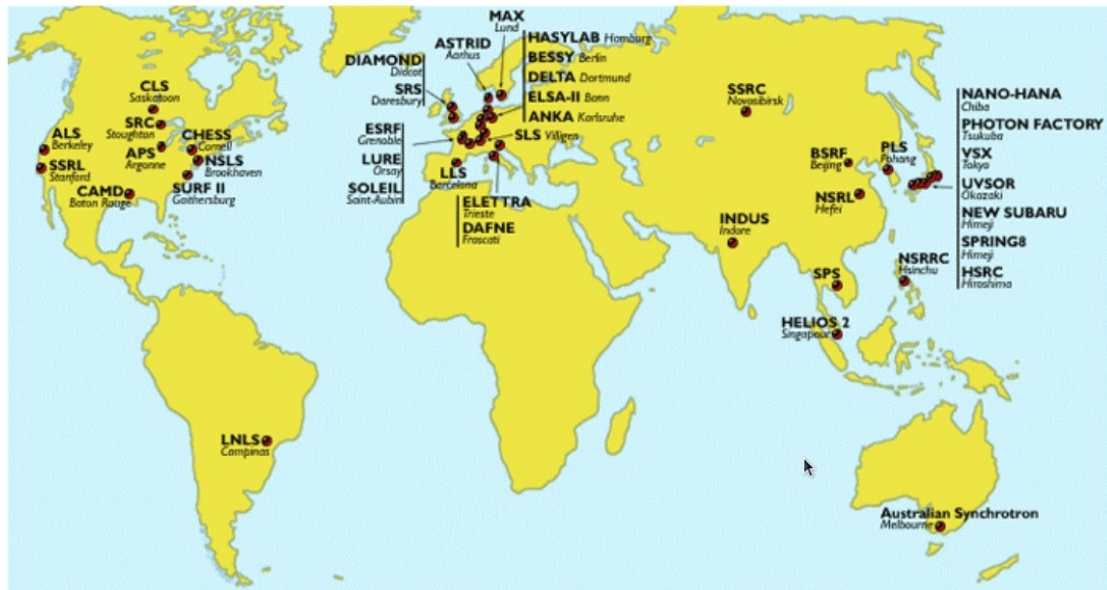 CLS
Saskatoon
SRC
Stoughton
ALS
Berkeley
SSRL
Stanford
APS
Argonne
CHESS
Cornell
NSLS
Brookhaven
CAMD
Baton Rouge
SURF II
Gaithersburg
LNLS
Campinas
MAX
Lund
ASTRID
Aarhus
DIAMOND
Didcot
SRS
Daresbury
HASYLAB Hamburg
BESSY Berlin
DELTA Dortmund
ELSA-II Bonn
ANKA Karlsruhe
SLS Villigen
ESRF
Grenoble
LURE
Orsay
SOLEIL
Saint-Aubin
LLS
Barcelona
ELETTRA
Trieste
DAFNE
Frascati
SSRC
Novosibirsk
BSRF
Beijing
PLS
Pohang
NSRL
Hefei
INDUS
Indore
SPS
NSRRC
Hsinchu
HELIOS 2
Singapour
NANO-HANA
Chiba
PHOTON FACTORY
Tsukuba
VSX
Tokyo
UVSOR
Okazaki
NEW SUBARU
Himeji
SPRING8
Himeji
HSRC
Hiroshima
Australian Synchrotron
Melbourne